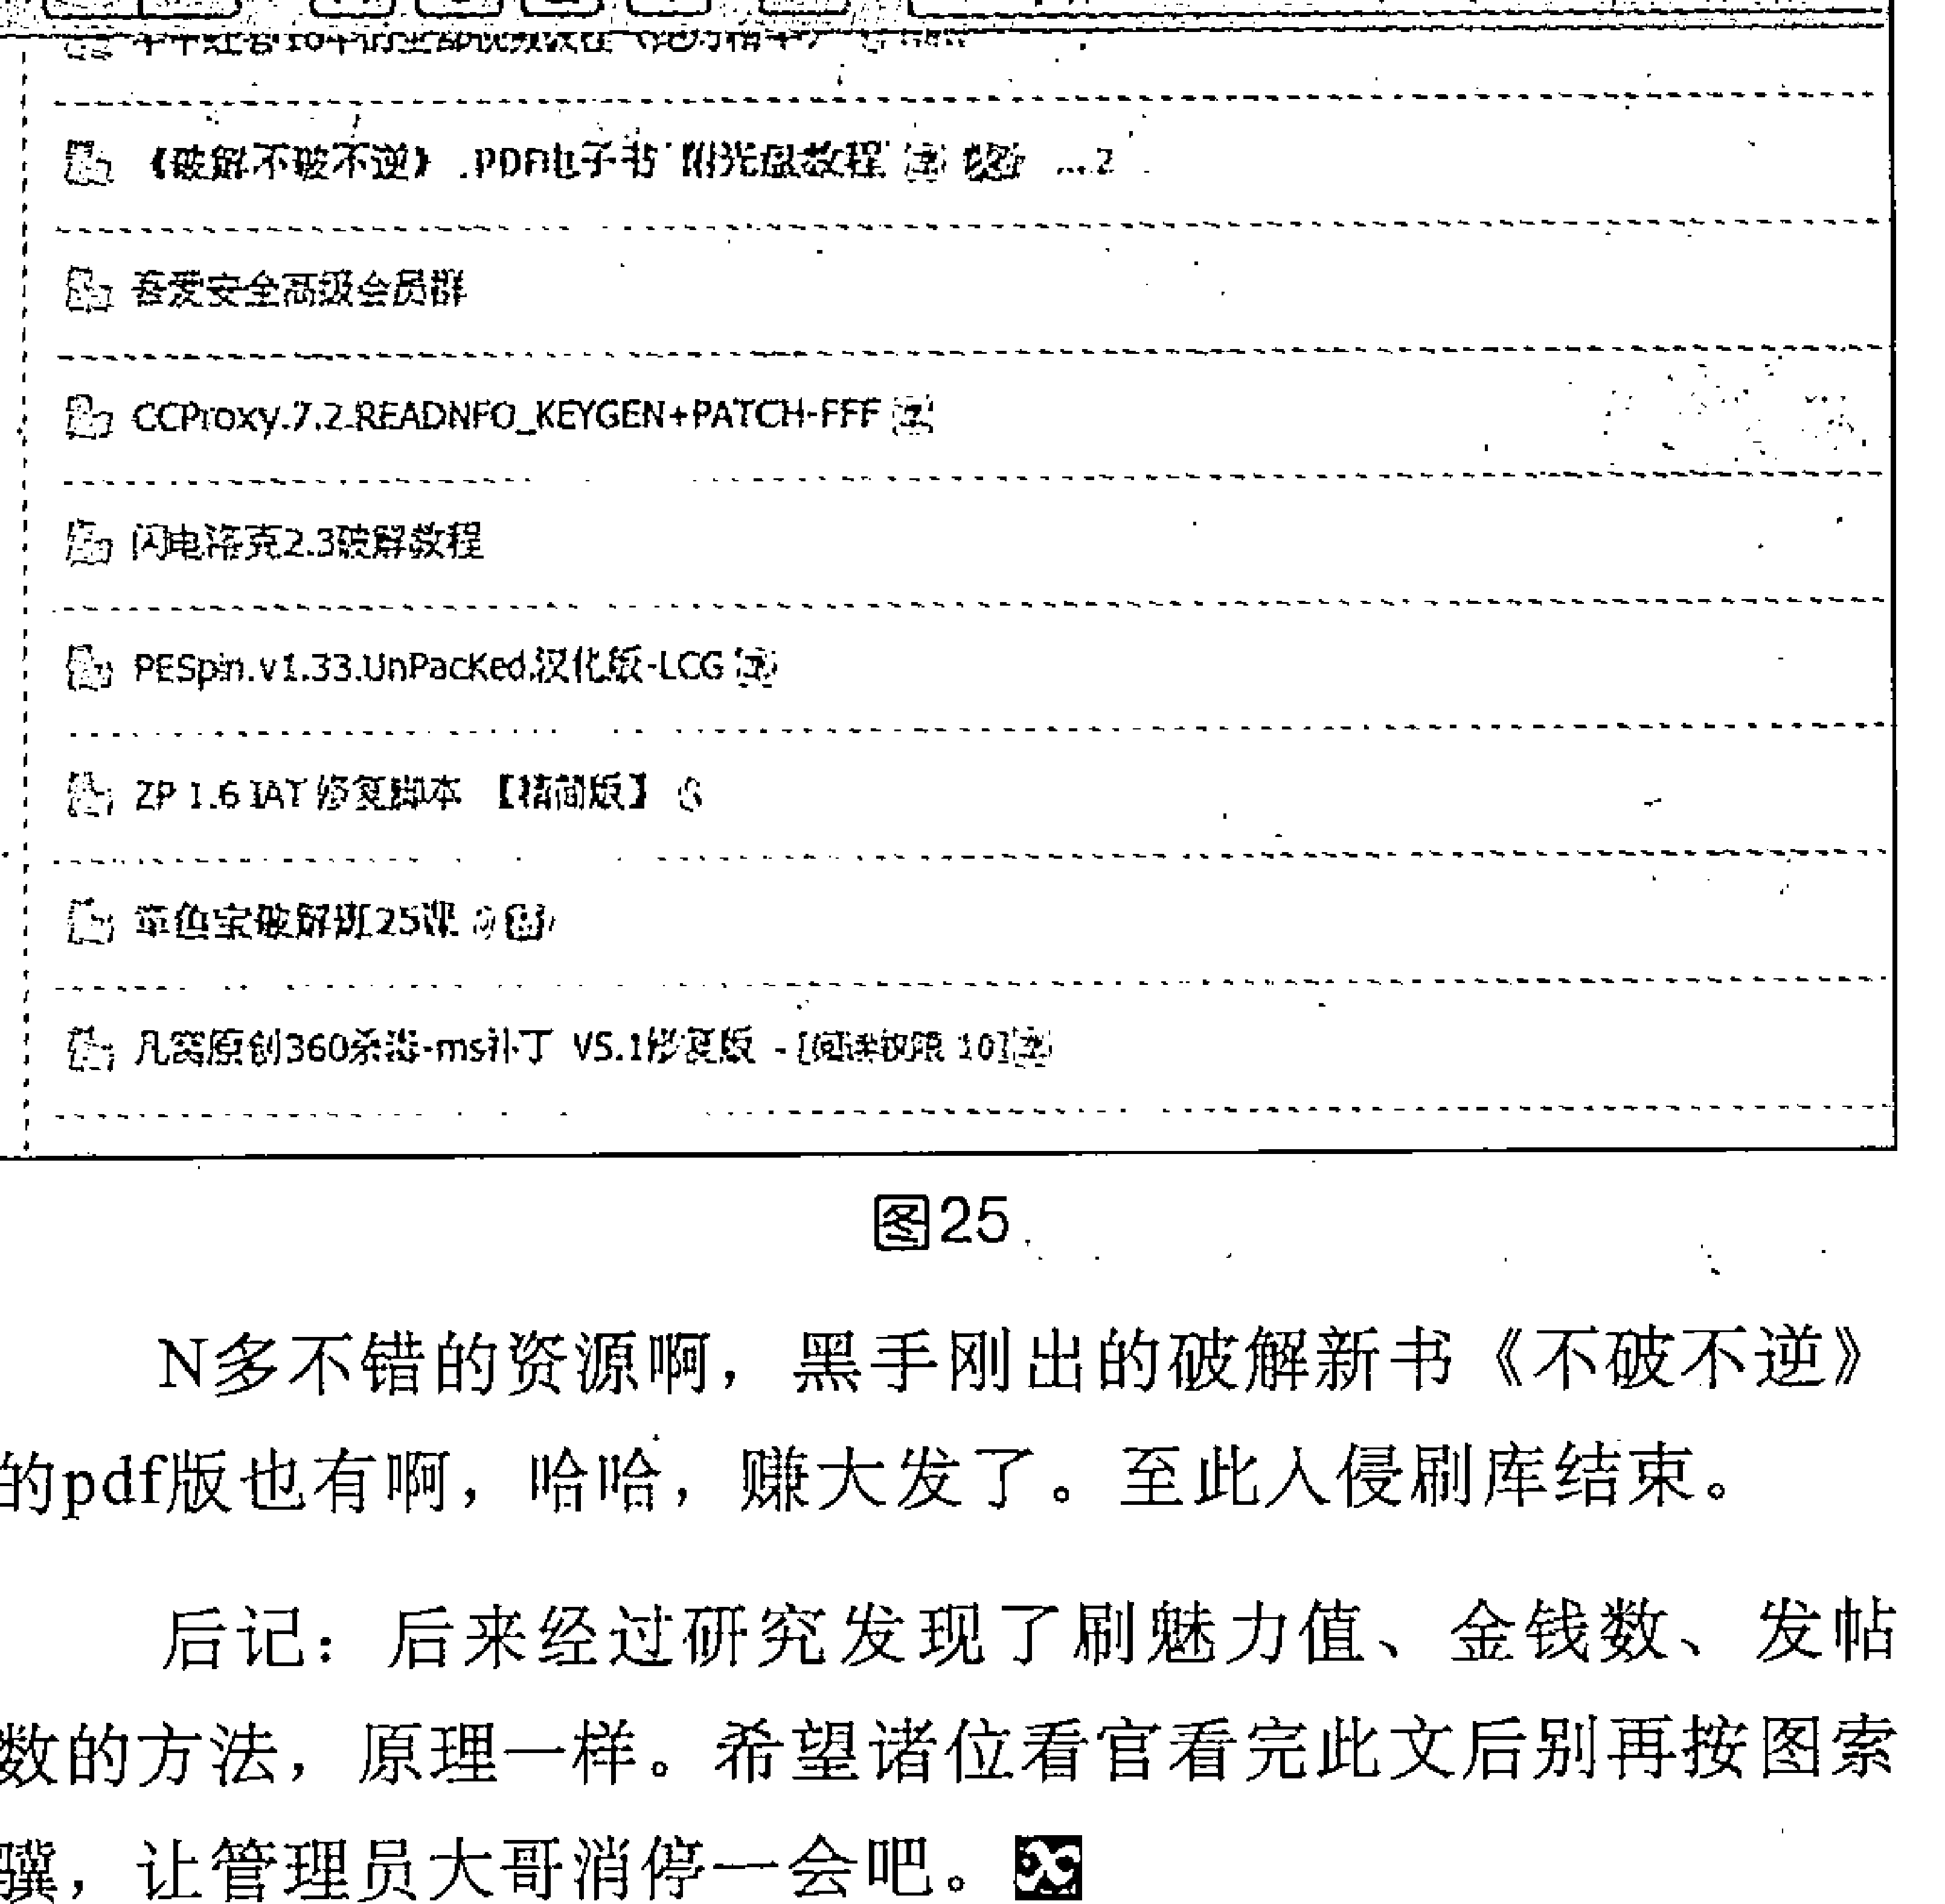 《破解不破不逆》.PDF电子书 附光盘教程 ...2
吾爱安全高级会员群
CCProxy.7.2.READNFO_KEYGEN+PATCH-FFF
闪电洛克2.3破解教程
PESpin.v1.33.UnPacKed.汉化版-LCG
ZP 1.6 IAT 修复脚本 【精简版】
草鱼宝破解班25课
凡客原创360杀毒-ms补丁 V5.1修复版 - [阅读权限 10]
图25
N多不错的资源啊，黑手刚出的破解新书《不破不逆》
的pdf版也有啊，哈哈，赚大发了。至此入侵刷库结束。
后记：后来经过研究发现了刷魅力值、金钱数、发帖
数的方法，原理一样。希望诸位看官看完此文后别再按图索
骥，让管理员大哥消停一会吧。